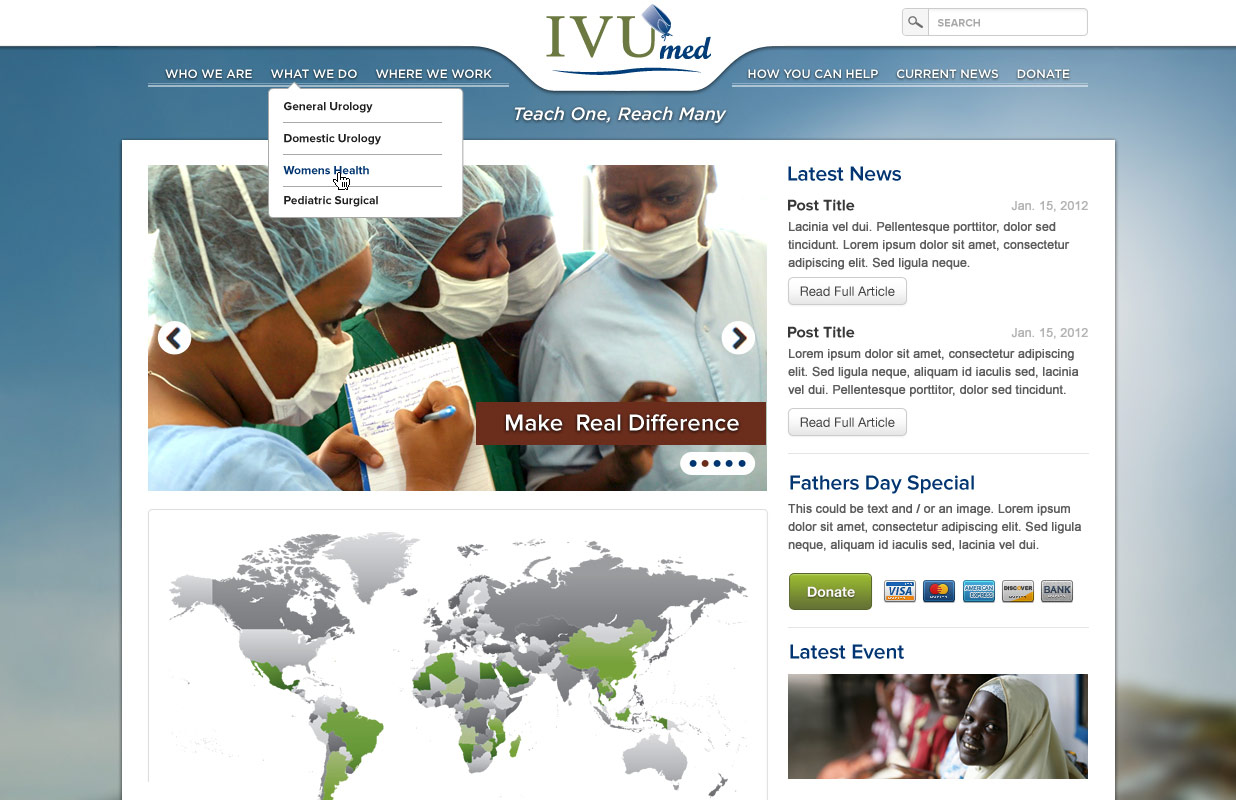 IVUmed
SEARCH
WHO WE ARE
WHAT WE DO
WHERE WE WORK
HOW YOU CAN HELP
CURRENT NEWS
DONATE
General Urology
Domestic Urology
Womens Health
Pediatric Surgical
Teach One, Reach Many
Make  Real Difference
Latest News
Post Title
Jan. 15, 2012
Lacinia vel dui. Pellentesque porttitor, dolor sed
tincidunt. Lorem ipsum dolor sit amet, consectetur
adipiscing elit. Sed ligula neque.
Read Full Article
Post Title
Jan. 15, 2012
Lorem ipsum dolor sit amet, consectetur adipiscing
elit. Sed ligula neque, aliquam id iaculis sed, lacinia
vel dui. Pellentesque porttitor, dolor sed tincidunt.
Read Full Article
Fathers Day Special
This could be text and / or an image. Lorem ipsum
dolor sit amet, consectetur adipiscing elit. Sed ligula
neque, aliquam id iaculis sed, lacinia vel dui.
Donate
VISA
AMERICAN EXPRESS
DISCOVER
BANK
Latest Event